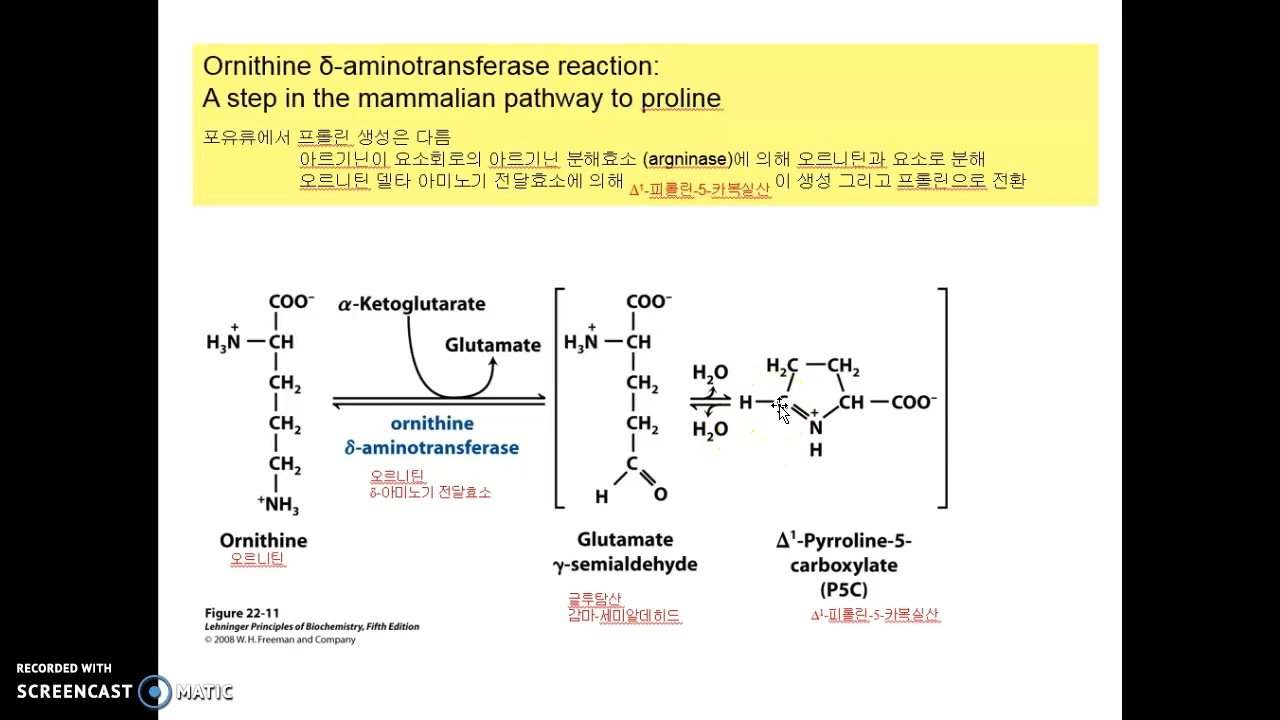 Ornithine δ-aminotransferase reaction:
A step in the mammalian pathway to proline
포유류에서 프롤린 생성은 다름
아르기닌이 요소회로의 아르기닌 분해효소 (argninase)에 의해 오르니틴과 요소로 분해
오르니틴 델타 아미노기 전달효소에 의해 Δ¹-피롤린-5-카복실산 이 생성 그리고 프롤린으로 전환
COO⁻
H₃N⁺—CH
CH₂
CH₂
CH₂
⁺NH₃
Ornithine
오르니틴
α-Ketoglutarate
Glutamate
ornithine
δ-aminotransferase
오르니틴
δ-아미노기 전달효소
COO⁻
H₃N⁺—CH
CH₂
CH₂
C
H O
Glutamate
γ-semialdehyde
글루탐산
감마-세미알데히드
H₂O
H₂O
H₂C—CH₂
H—C CH—COO⁻
N⁺
H
Δ¹-Pyrroline-5-
carboxylate
(P5C)
Δ¹-피롤린-5-카복실산
Figure 22-11
Lehninger Principles of Biochemistry, Fifth Edition
© 2008 W. H. Freeman and Company
RECORDED WITH
SCREENCAST MATIC